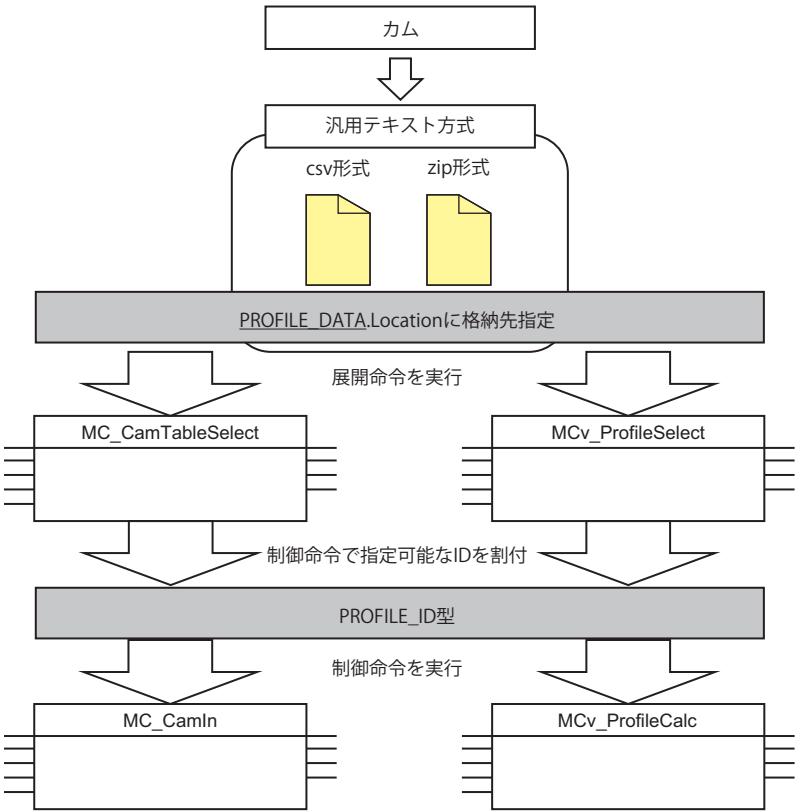 カム
汎用テキスト方式
csv形式
zip形式
PROFILE_DATA.Locationに格納先指定
展開命令を実行
MC_CamTableSelect
MCv_ProfileSelect
制御命令で指定可能なIDを割付
PROFILE_ID型
制御命令を実行
MC_CamIn
MCv_ProfileCalc